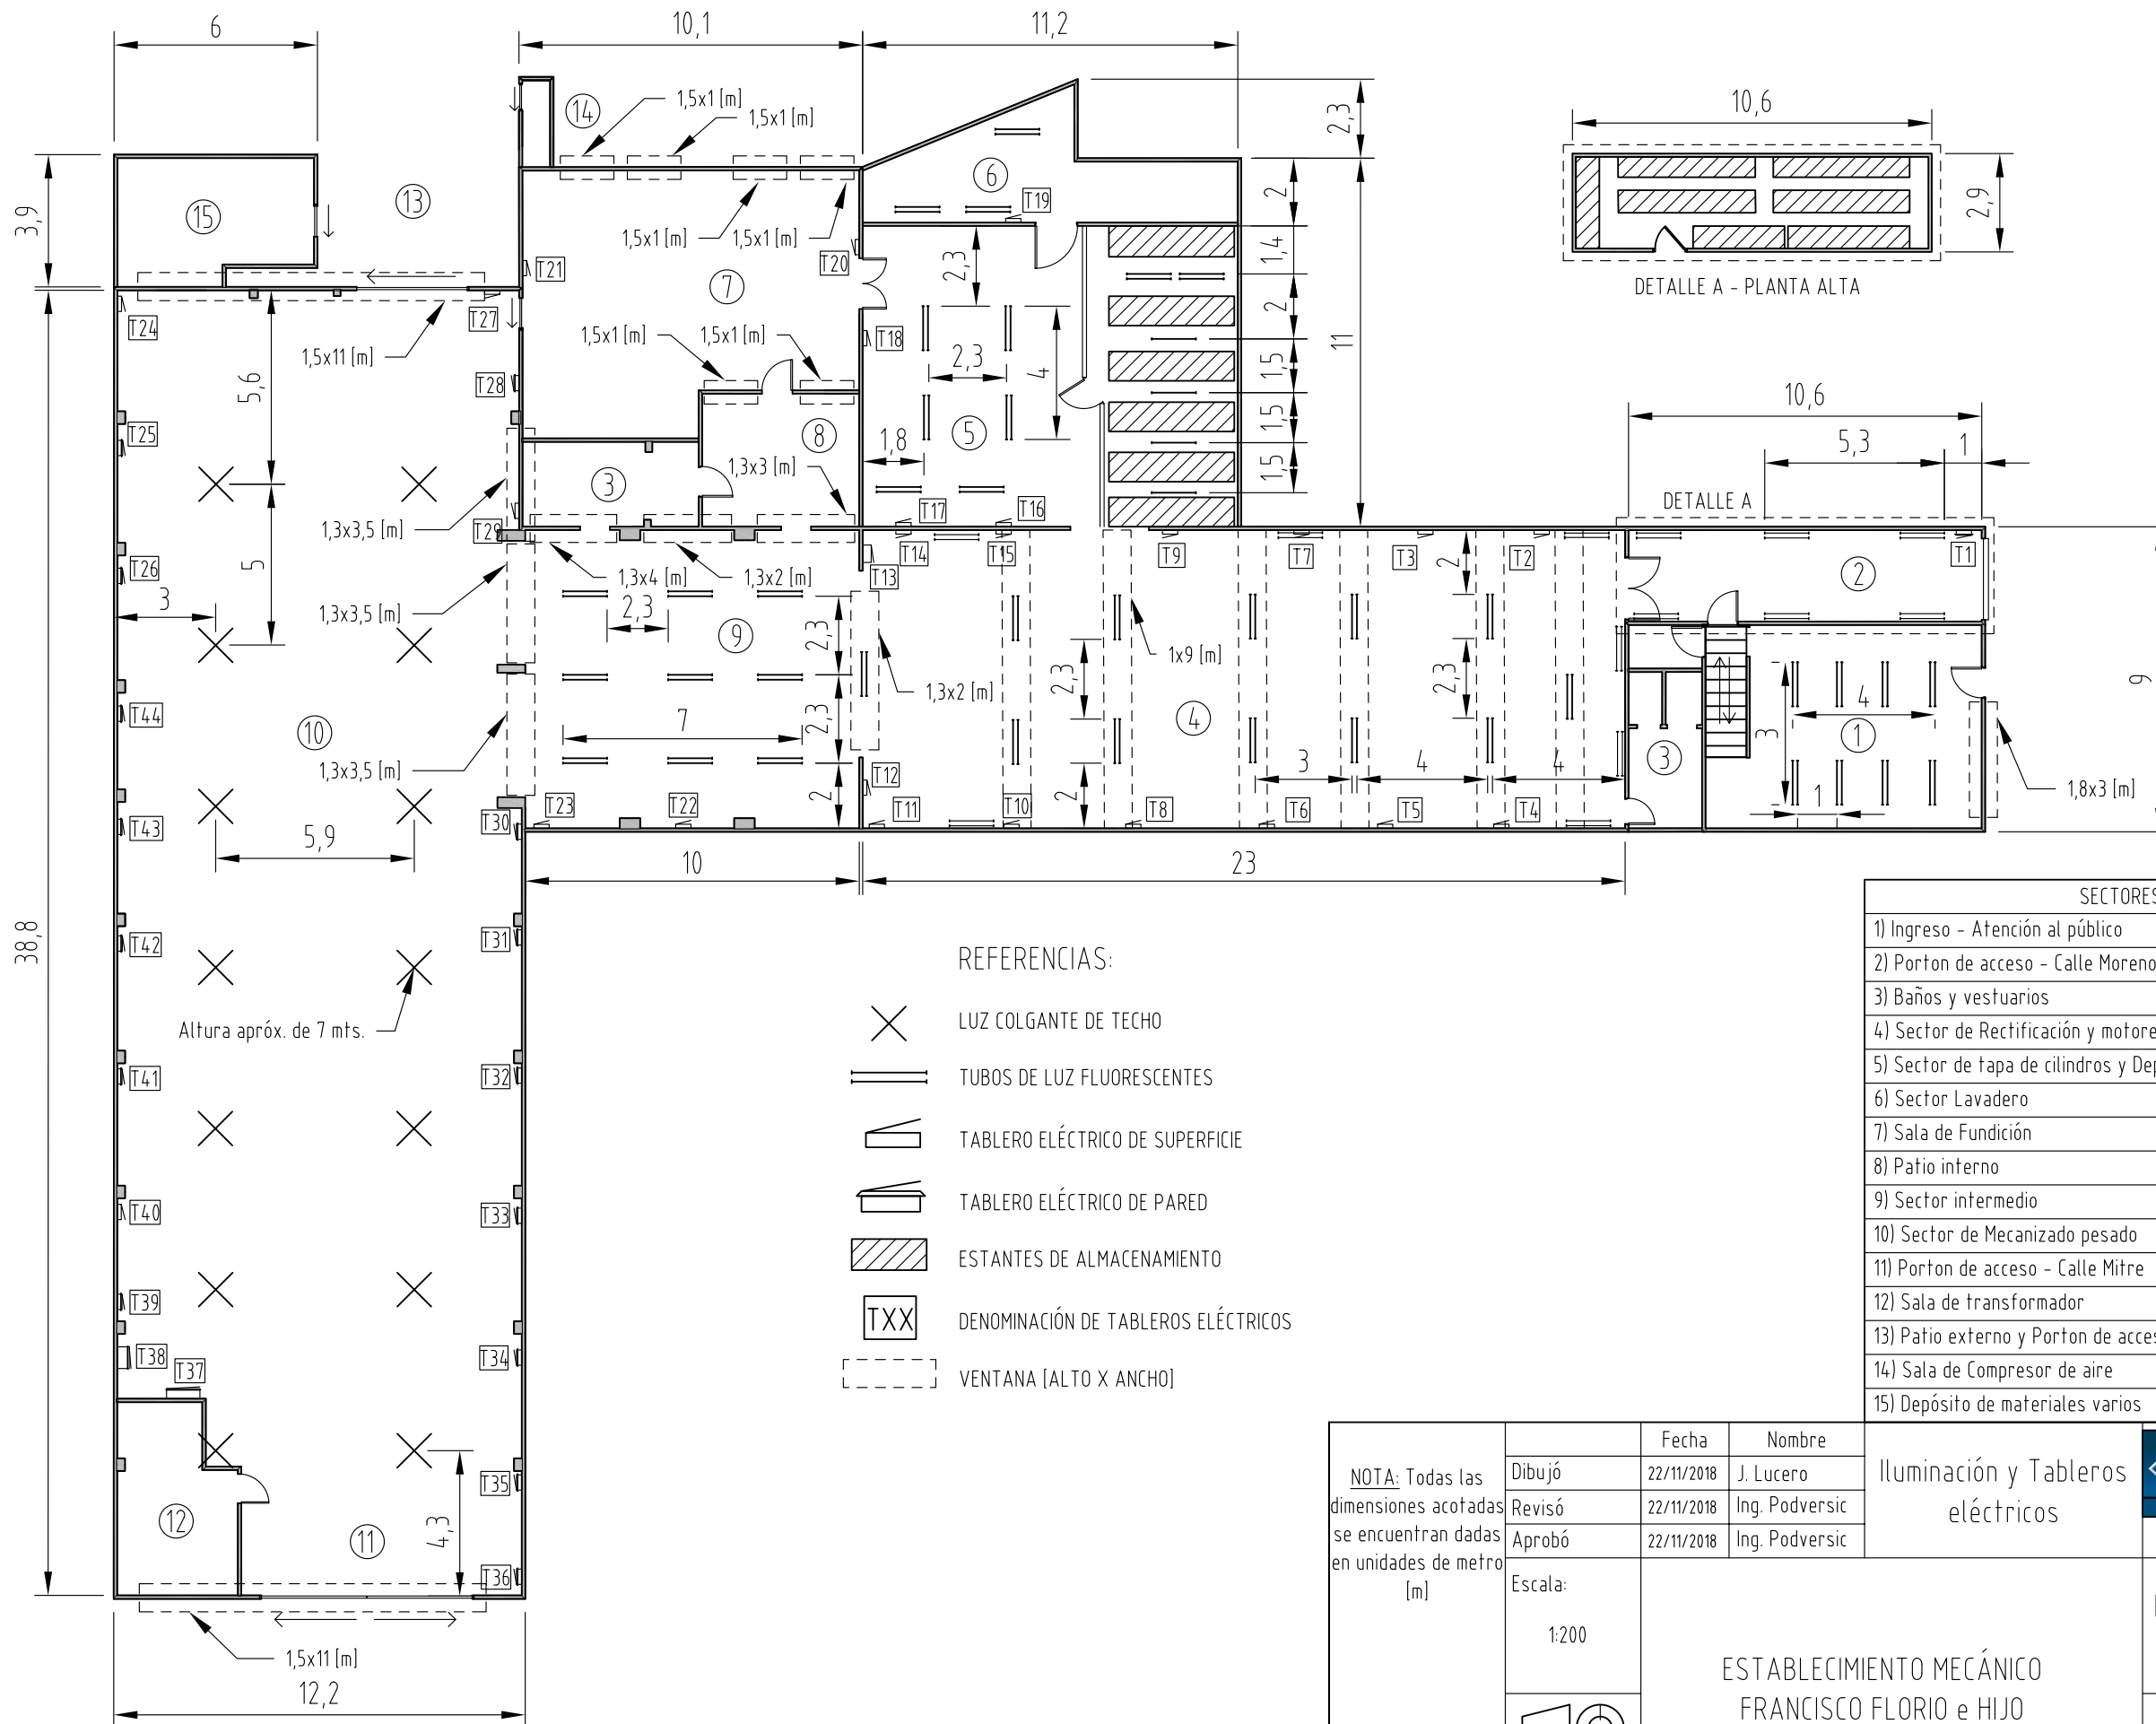 6
10,1
11,2
14
1,5x1 [m]
1,5x1 [m]
2,3
10,6
3,9
15
13
6
T19
2
2,9
1,5x1 [m]
1,5x1 [m]
T20
T21
7
2,3
1,4
DETALLE A - PLANTA ALTA
T24
T27
1,5x11 [m]
1,5x1 [m]
1,5x1 [m]
T18
2
11
5,6
T28
2,3
4
1,5
10,6
T25
8
1,8
5
1,5
5,3
1
1,3x3 [m]
3
1,5
DETALLE A
1,3x3,5 [m]
T29
T17
T16
T26
5
1,3x4 [m]
1,3x2 [m]
T14
T15
T13
T9
T7
T3
T2
T1
2
2
3
1,3x3,5 [m]
2,3
9
2,3
1x9 [m]
1,3x2 [m]
2,3
2,3
9
T44
10
7
2,3
4
4
3
1
3
1,3x3,5 [m]
T12
3
4
4
1,8x3 [m]
T43
T30
T23
T22
2
T11
T10
2
T8
T6
T5
T4
1
5,9
10
23
38,8
T42
T31
Altura apróx. de 7 mts.
T41
T32
T40
T33
T39
T38
T37
T34
T35
12
11
4,3
T36
1,5x11 [m]
12,2
REFERENCIAS:
LUZ COLGANTE DE TECHO
TUBOS DE LUZ FLUORESCENTES
TABLERO ELÉCTRICO DE SUPERFICIE
TABLERO ELÉCTRICO DE PARED
ESTANTES DE ALMACENAMIENTO
TXX DENOMINACIÓN DE TABLEROS ELÉCTRICOS
VENTANA [ALTO X ANCHO]
SECTORES
1) Ingreso - Atención al público
2) Porton de acceso - Calle Moreno
3) Baños y vestuarios
4) Sector de Rectificación y motore
5) Sector de tapa de cilindros y Dep
6) Sector Lavadero
7) Sala de Fundición
8) Patio interno
9) Sector intermedio
10) Sector de Mecanizado pesado
11) Porton de acceso - Calle Mitre
12) Sala de transformador
13) Patio externo y Porton de acces
14) Sala de Compresor de aire
15) Depósito de materiales varios
NOTA: Todas las
dimensiones acotadas
se encuentran dadas
en unidades de metro
[m]
Fecha Nombre
Dibujó 22/11/2018 J. Lucero
Revisó 22/11/2018 Ing. Podversic
Aprobó 22/11/2018 Ing. Podversic
Iluminación y Tableros
eléctricos
Escala:
1:200
ESTABLECIMIENTO MECÁNICO
FRANCISCO FLORIO e HIJO